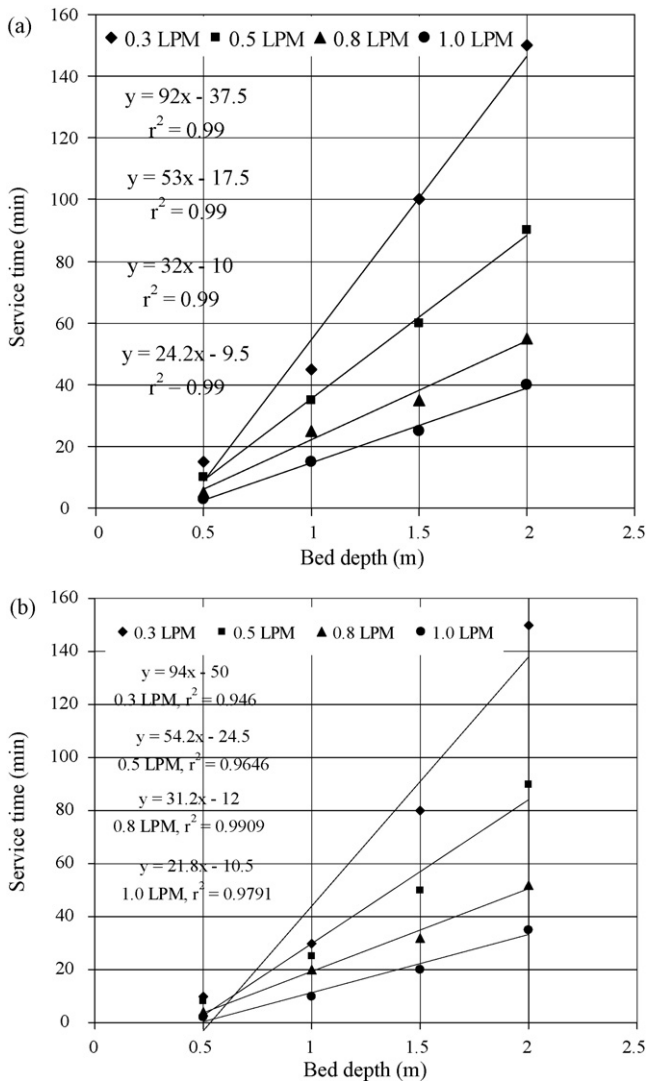 (a)
◆ 0.3 LPM ■ 0.5 LPM ▲ 0.8 LPM ● 1.0 LPM
y = 92x - 37.5
r² = 0.99
y = 53x - 17.5
r² = 0.99
y = 32x - 10
r² = 0.99
y = 24.2x - 9.5
r² = 0.99
Service time (min)
160
140
120
100
80
60
40
20
0
0 0.5 1 1.5 2 2.5
Bed depth (m)
(b)
◆ 0.3 LPM ■ 0.5 LPM ▲ 0.8 LPM ● 1.0 LPM
y = 94x - 50
0.3 LPM, r² = 0.946
y = 54.2x - 24.5
0.5 LPM, r² = 0.9646
y = 31.2x - 12
0.8 LPM, r² = 0.9909
y = 21.8x - 10.5
1.0 LPM, r² = 0.9791
Service time (min)
160
140
120
100
80
60
40
20
0
0 0.5 1 1.5 2 2.5
Bed depth (m)